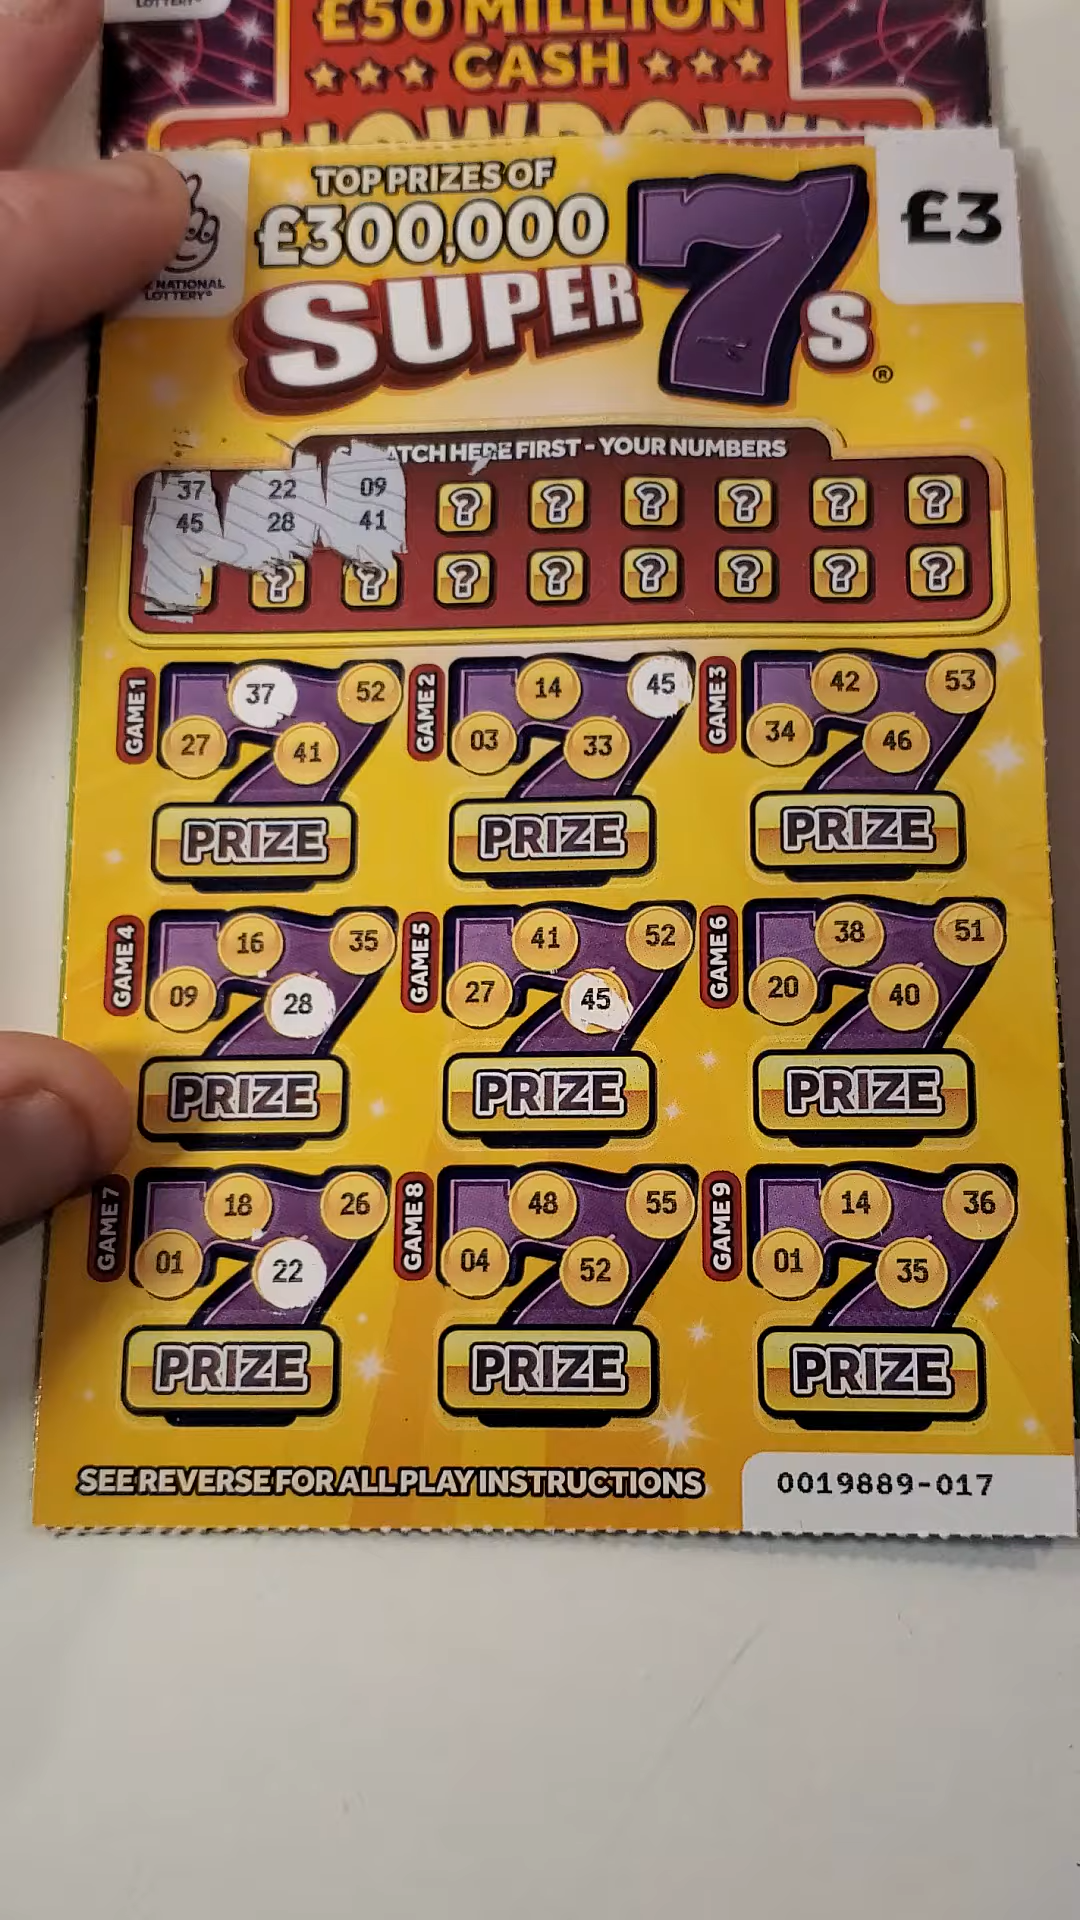 LOTTERY®
£50 MILLION
CASH
SHOWDOWN
TOP PRIZES OF
£300,000
SUPER 7s®
£3
NATIONAL
LOTTERY®
SCRATCH HERE FIRST - YOUR NUMBERS
37 22 09 ? ? ? ? ? ?
45 28 41
? ? ? ? ? ? ? ?
GAME 1
37 52
27 41
PRIZE
GAME 2
14 45
03 33
PRIZE
GAME 3
42 53
34 46
PRIZE
GAME 4
16 35
09 28
PRIZE
GAME 5
41 52
27 45
PRIZE
GAME 6
38 51
20 40
PRIZE
GAME 7
18 26
01 22
PRIZE
GAME 8
48 55
04 52
PRIZE
GAME 9
14 36
01 35
PRIZE
SEE REVERSE FOR ALL PLAY INSTRUCTIONS
0019889-017